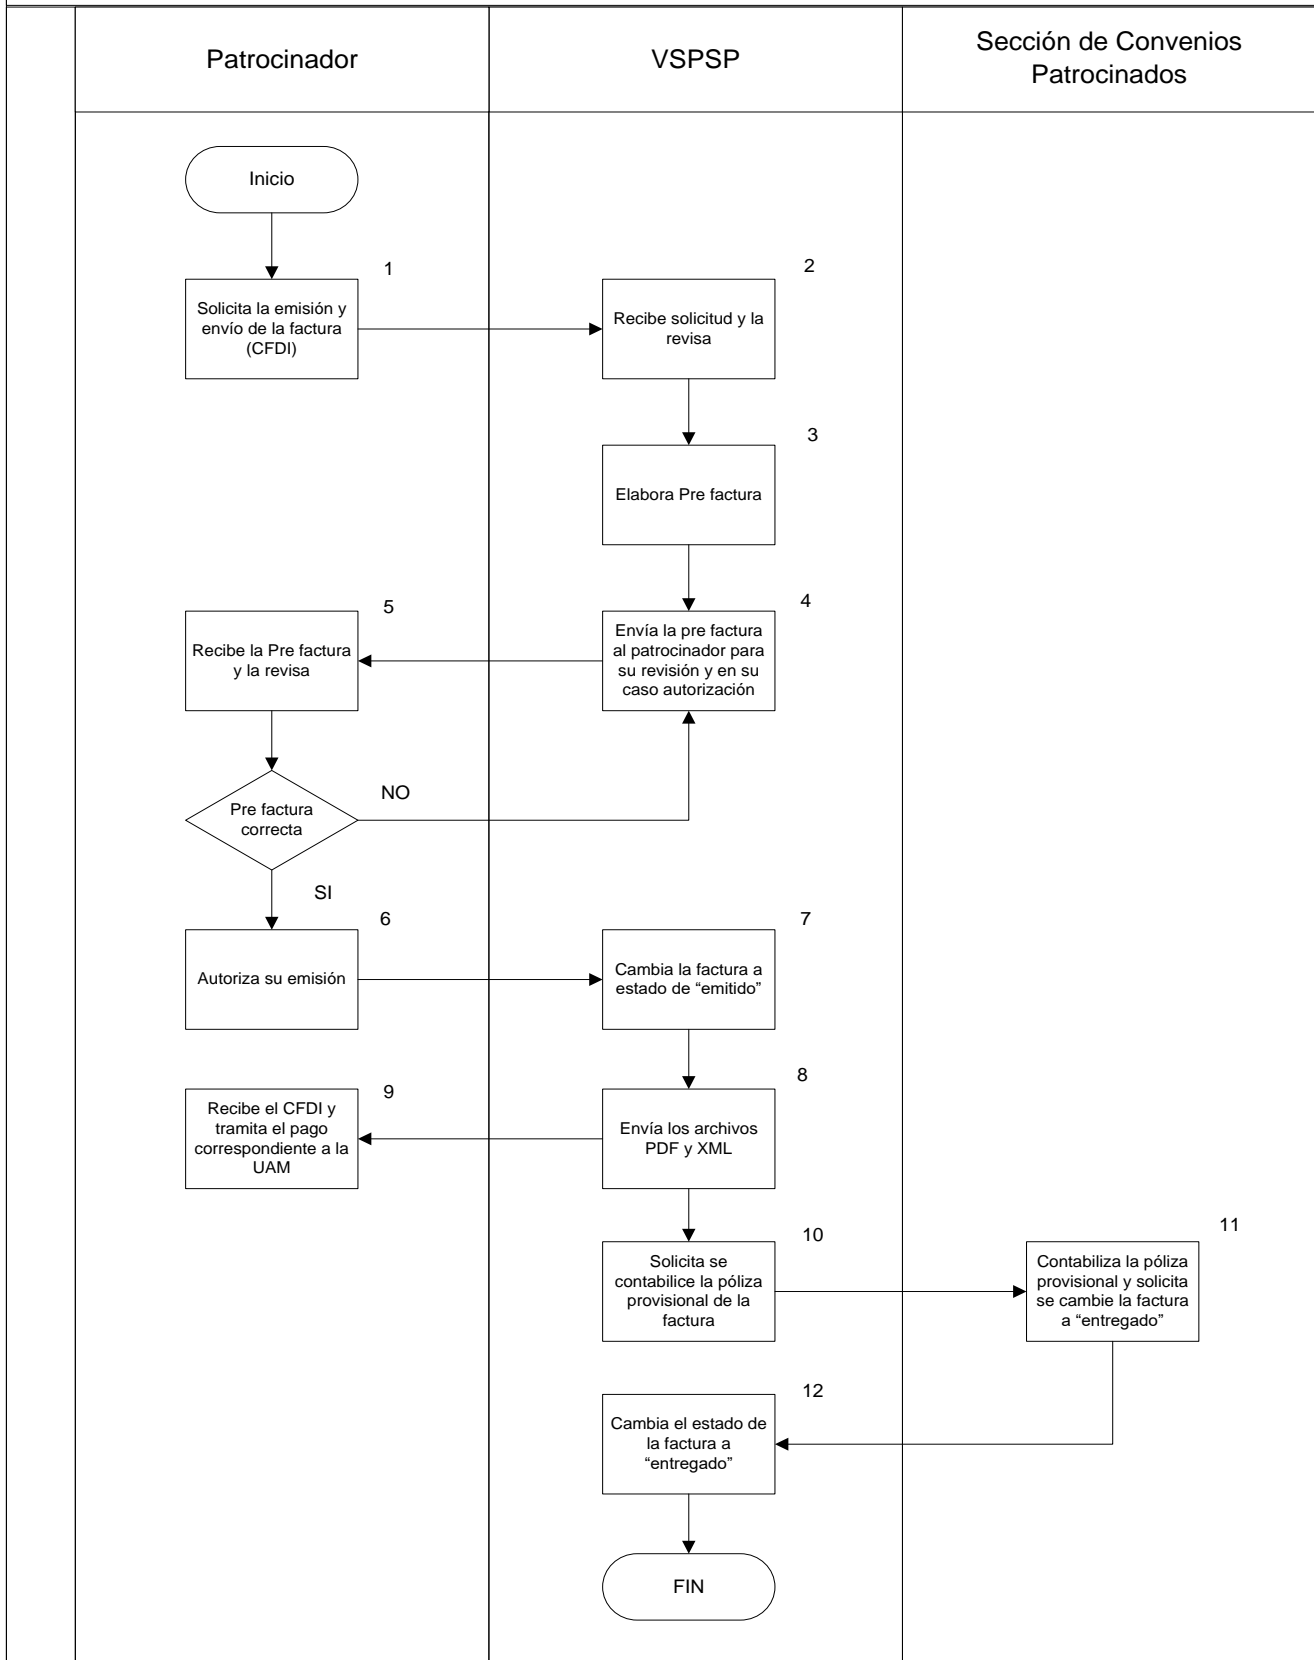 Patrocinador
VSPSP
Sección de Convenios
Patrocinados
Inicio
1
Solicita la emisión y
envío de la factura
(CFDI)
2
Recibe solicitud y la
revisa
3
Elabora Pre factura
4
Envía la pre factura
al patrocinador para
su revisión y en su
caso autorización
5
Recibe la Pre factura
y la revisa
Pre factura
correcta
NO
SI
6
Autoriza su emisión
7
Cambia la factura a
estado de “emitido”
8
Envía los archivos
PDF y XML
9
Recibe el CFDI y
tramita el pago
correspondiente a la
UAM
10
Solicita se
contabilice la póliza
provisional de la
factura
11
Contabiliza la póliza
provisional y solicita
se cambie la factura
a “entregado”
12
Cambia el estado de
la factura a
“entregado”
FIN